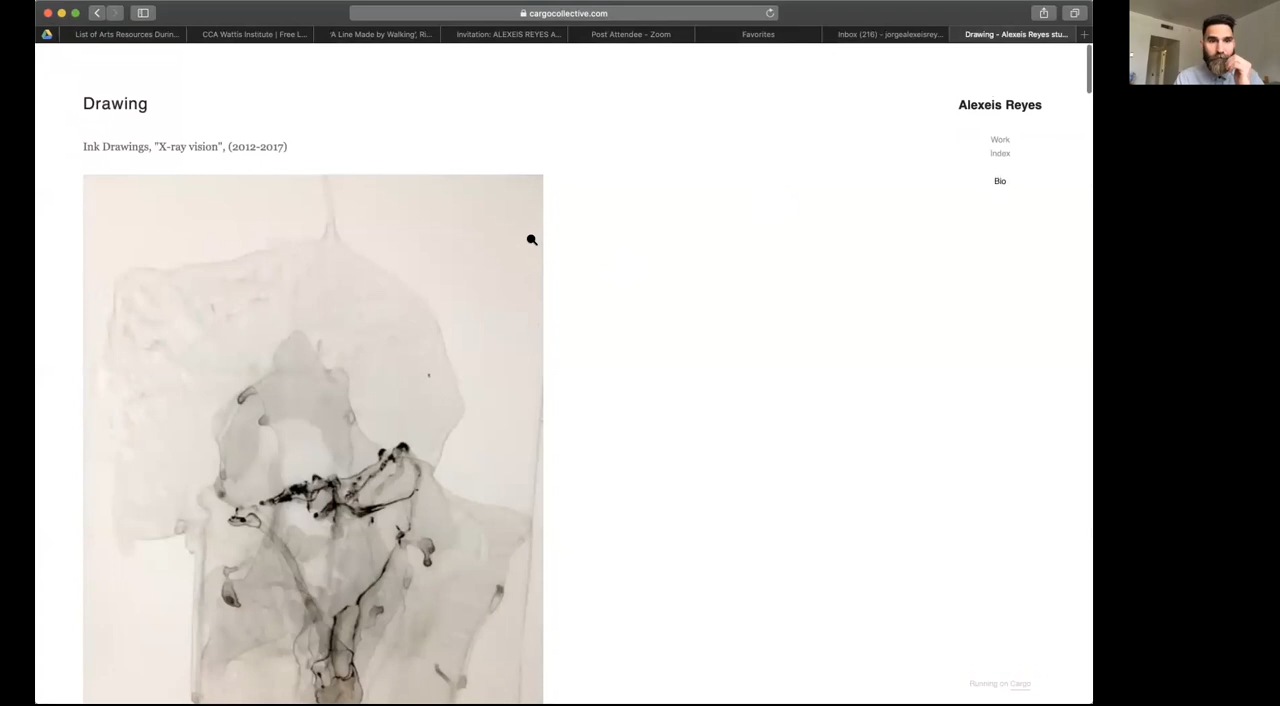 cargocollective.com
List of Arts Resources Durin...
CCA Wattis Institute | Free L...
'A Line Made by Walking', Ri...
Invitation: ALEXEIS REYES A...
Post Attendee - Zoom
Favorites
Inbox (216) - jorgealexeisrey...
Drawing - Alexeis Reyes stu...
Drawing
Alexeis Reyes
Ink Drawings, "X-ray vision", (2012-2017)
Work
Index
Bio
Running on Cargo